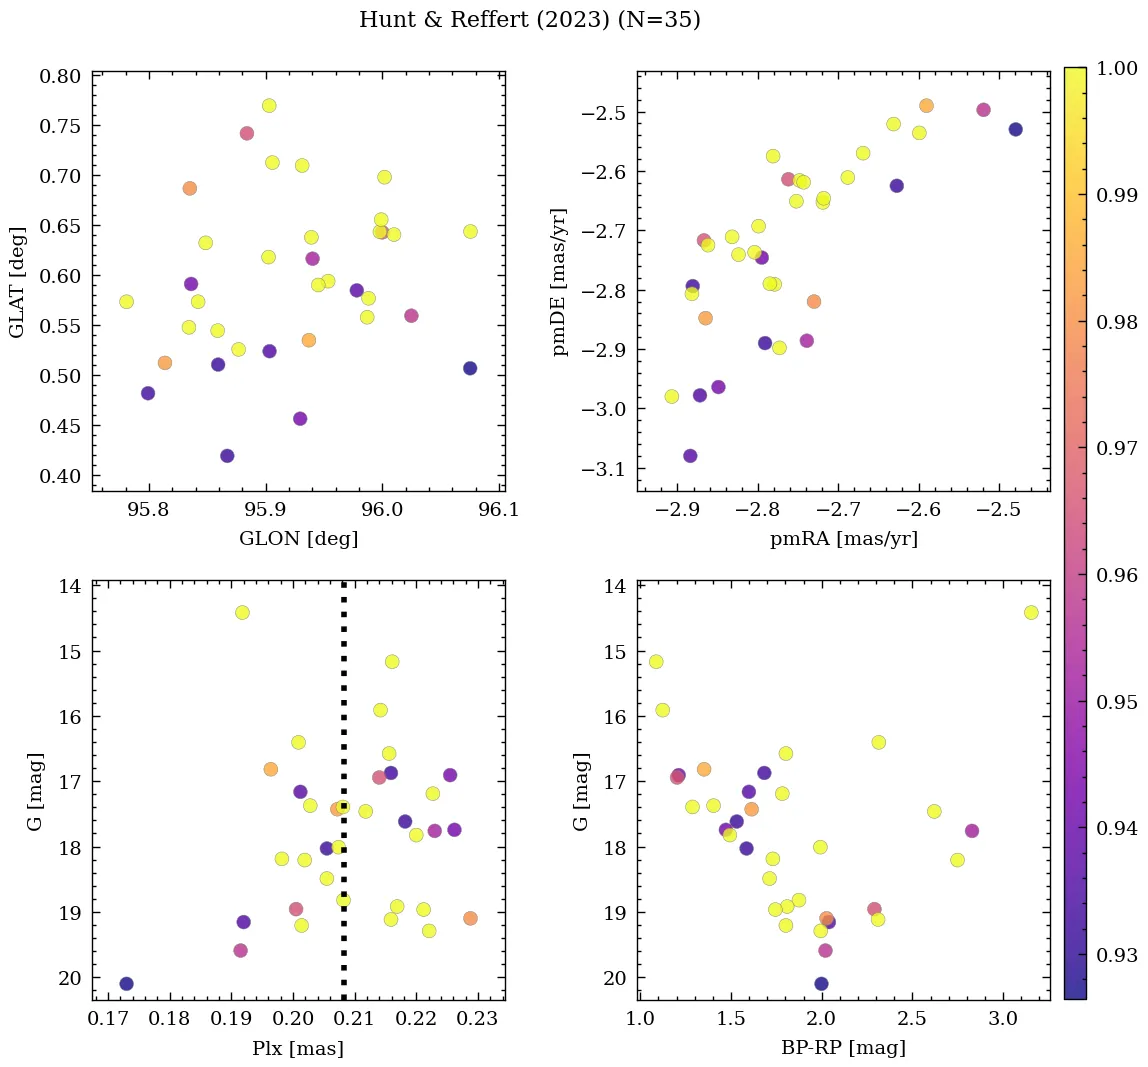 Hunt & Reffert (2023) (N=35)
0.80
0.75
0.70
0.65
0.60
0.55
0.50
0.45
0.40
GLAT [deg]
95.8 95.9 96.0 96.1
GLON [deg]
−2.5
−2.6
−2.7
−2.8
−2.9
−3.0
−3.1
pmDE [mas/yr]
−2.9 −2.8 −2.7 −2.6 −2.5
pmRA [mas/yr]
14
15
16
17
18
19
20
G [mag]
0.17 0.18 0.19 0.20 0.21 0.22 0.23
Plx [mas]
14
15
16
17
18
19
20
G [mag]
1.0 1.5 2.0 2.5 3.0
BP-RP [mag]
1.00
0.99
0.98
0.97
0.96
0.95
0.94
0.93